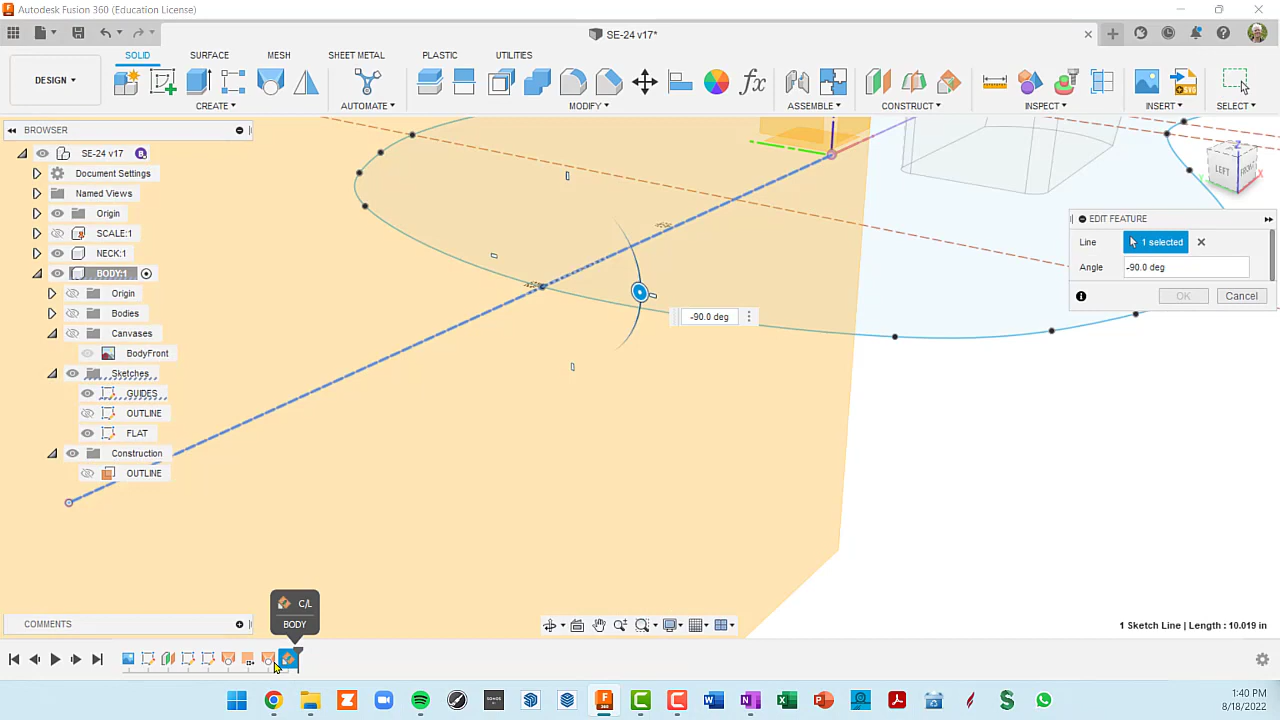 Autodesk Fusion 360 (Education License)
SE-24 v17*
DESIGN
SOLID
SURFACE
MESH
SHEET METAL
PLASTIC
UTILITIES
CREATE
AUTOMATE
MODIFY
ASSEMBLE
CONSTRUCT
INSPECT
INSERT
SELECT
BROWSER
SE-24 v17
Document Settings
Named Views
Origin
SCALE:1
NECK:1
BODY:1
Origin
Bodies
Canvases
BodyFront
Sketches
GUIDES
OUTLINE
FLAT
Construction
OUTLINE
LEFT
EDIT FEATURE
Line
1 selected
Angle
-90.0 deg
OK
Cancel
-90.0 deg
C/L
BODY
COMMENTS
1 Sketch Line | Length : 10.019 in
1:40 PM
8/18/2022